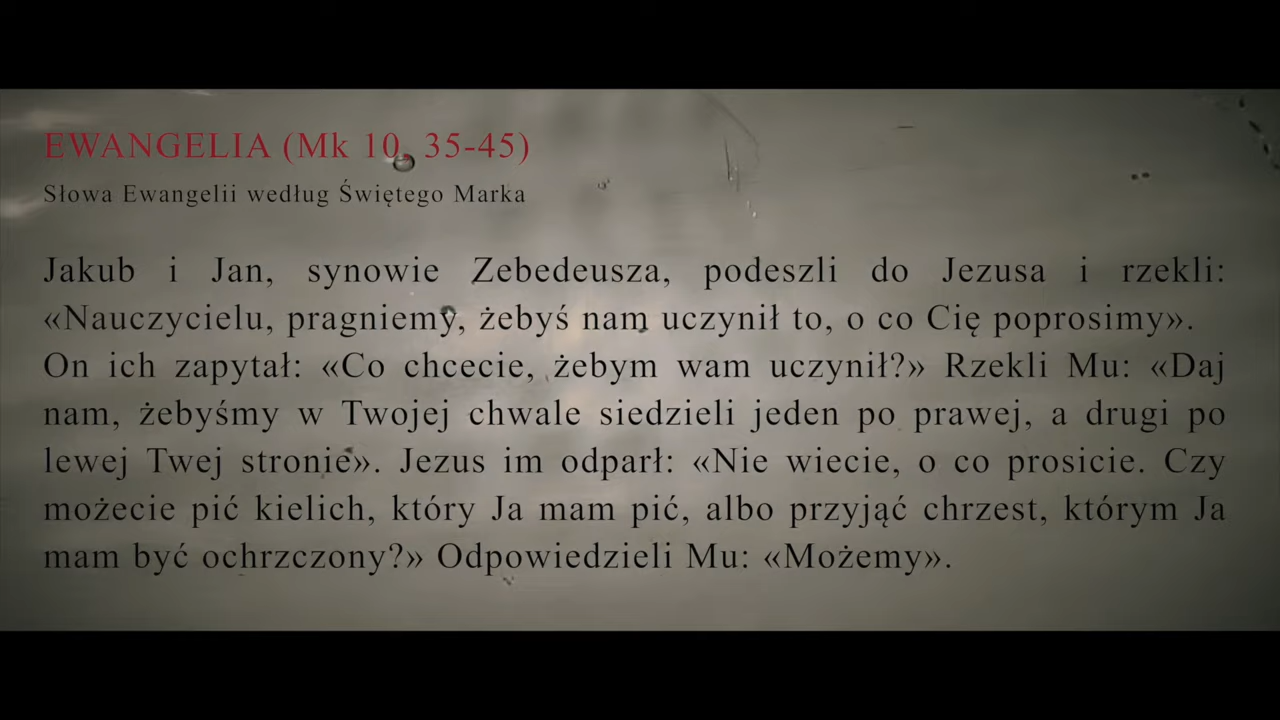 EWANGELIA (Mk 10, 35-45)
Słowa Ewangelii według Świętego Marka
Jakub i Jan, synowie Zebedeusza, podeszli do Jezusa i rzekli:
«Nauczycielu, pragniemy, żebyś nam uczynił to, o co Cię poprosimy».
On ich zapytał: «Co chcecie, żebym wam uczynił?» Rzekli Mu: «Daj
nam, żebyśmy w Twojej chwale siedzieli jeden po prawej, a drugi po
lewej Twej stronie». Jezus im odparł: «Nie wiecie, o co prosicie. Czy
możecie pić kielich, który Ja mam pić, albo przyjąć chrzest, którym Ja
mam być ochrzczony?» Odpowiedzieli Mu: «Możemy».